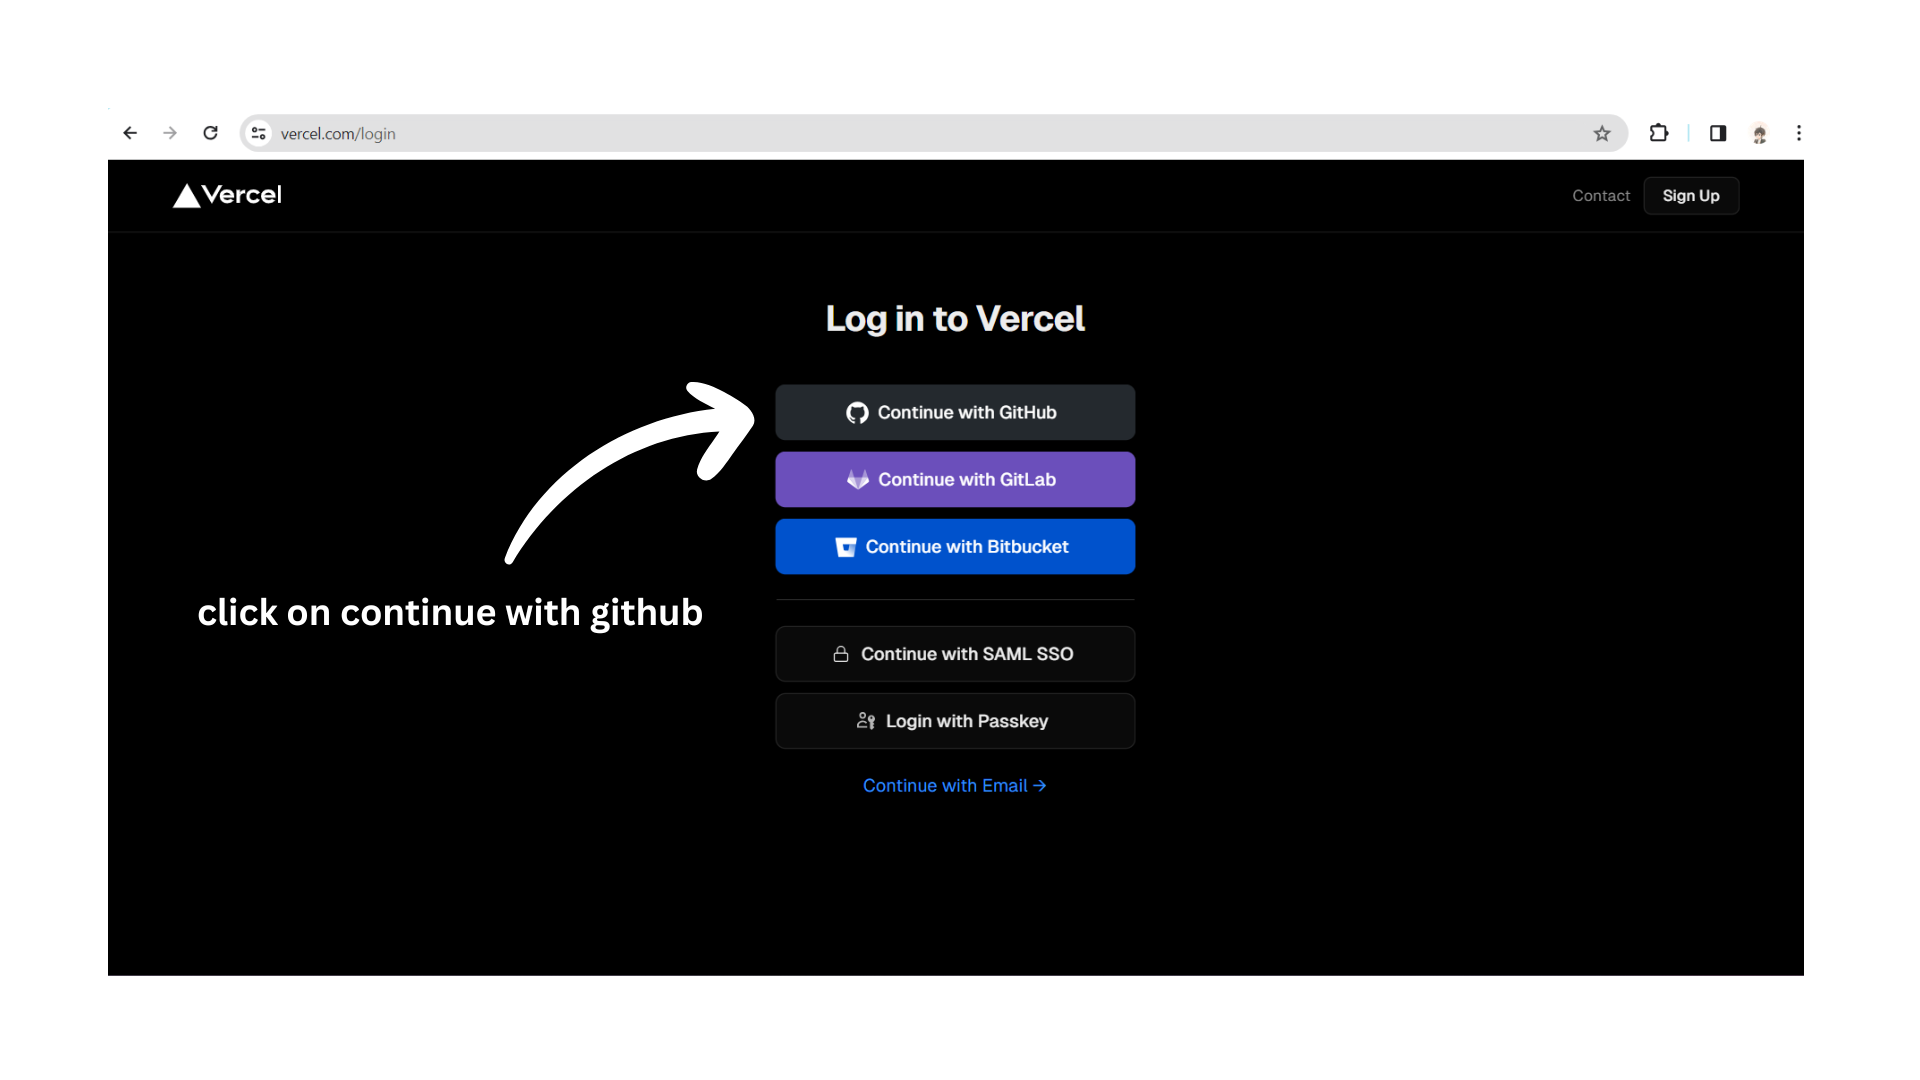 vercel.com/login
Vercel
Contact
Sign Up
Log in to Vercel
Continue with GitHub
Continue with GitLab
Continue with Bitbucket
click on continue with github
Continue with SAML SSO
Login with Passkey
Continue with Email →